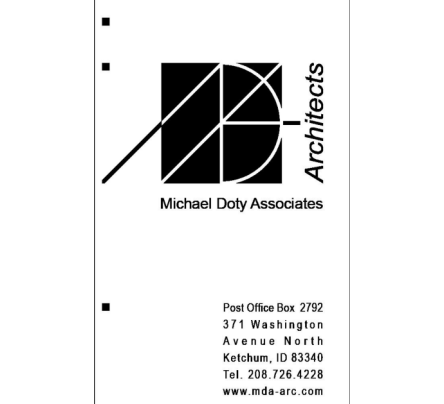 Architects
Michael Doty Associates
Post Office Box 2792
371 Washington
Avenue North
Ketchum, ID 83340
Tel. 208.726.4228
www.mda-arc.com